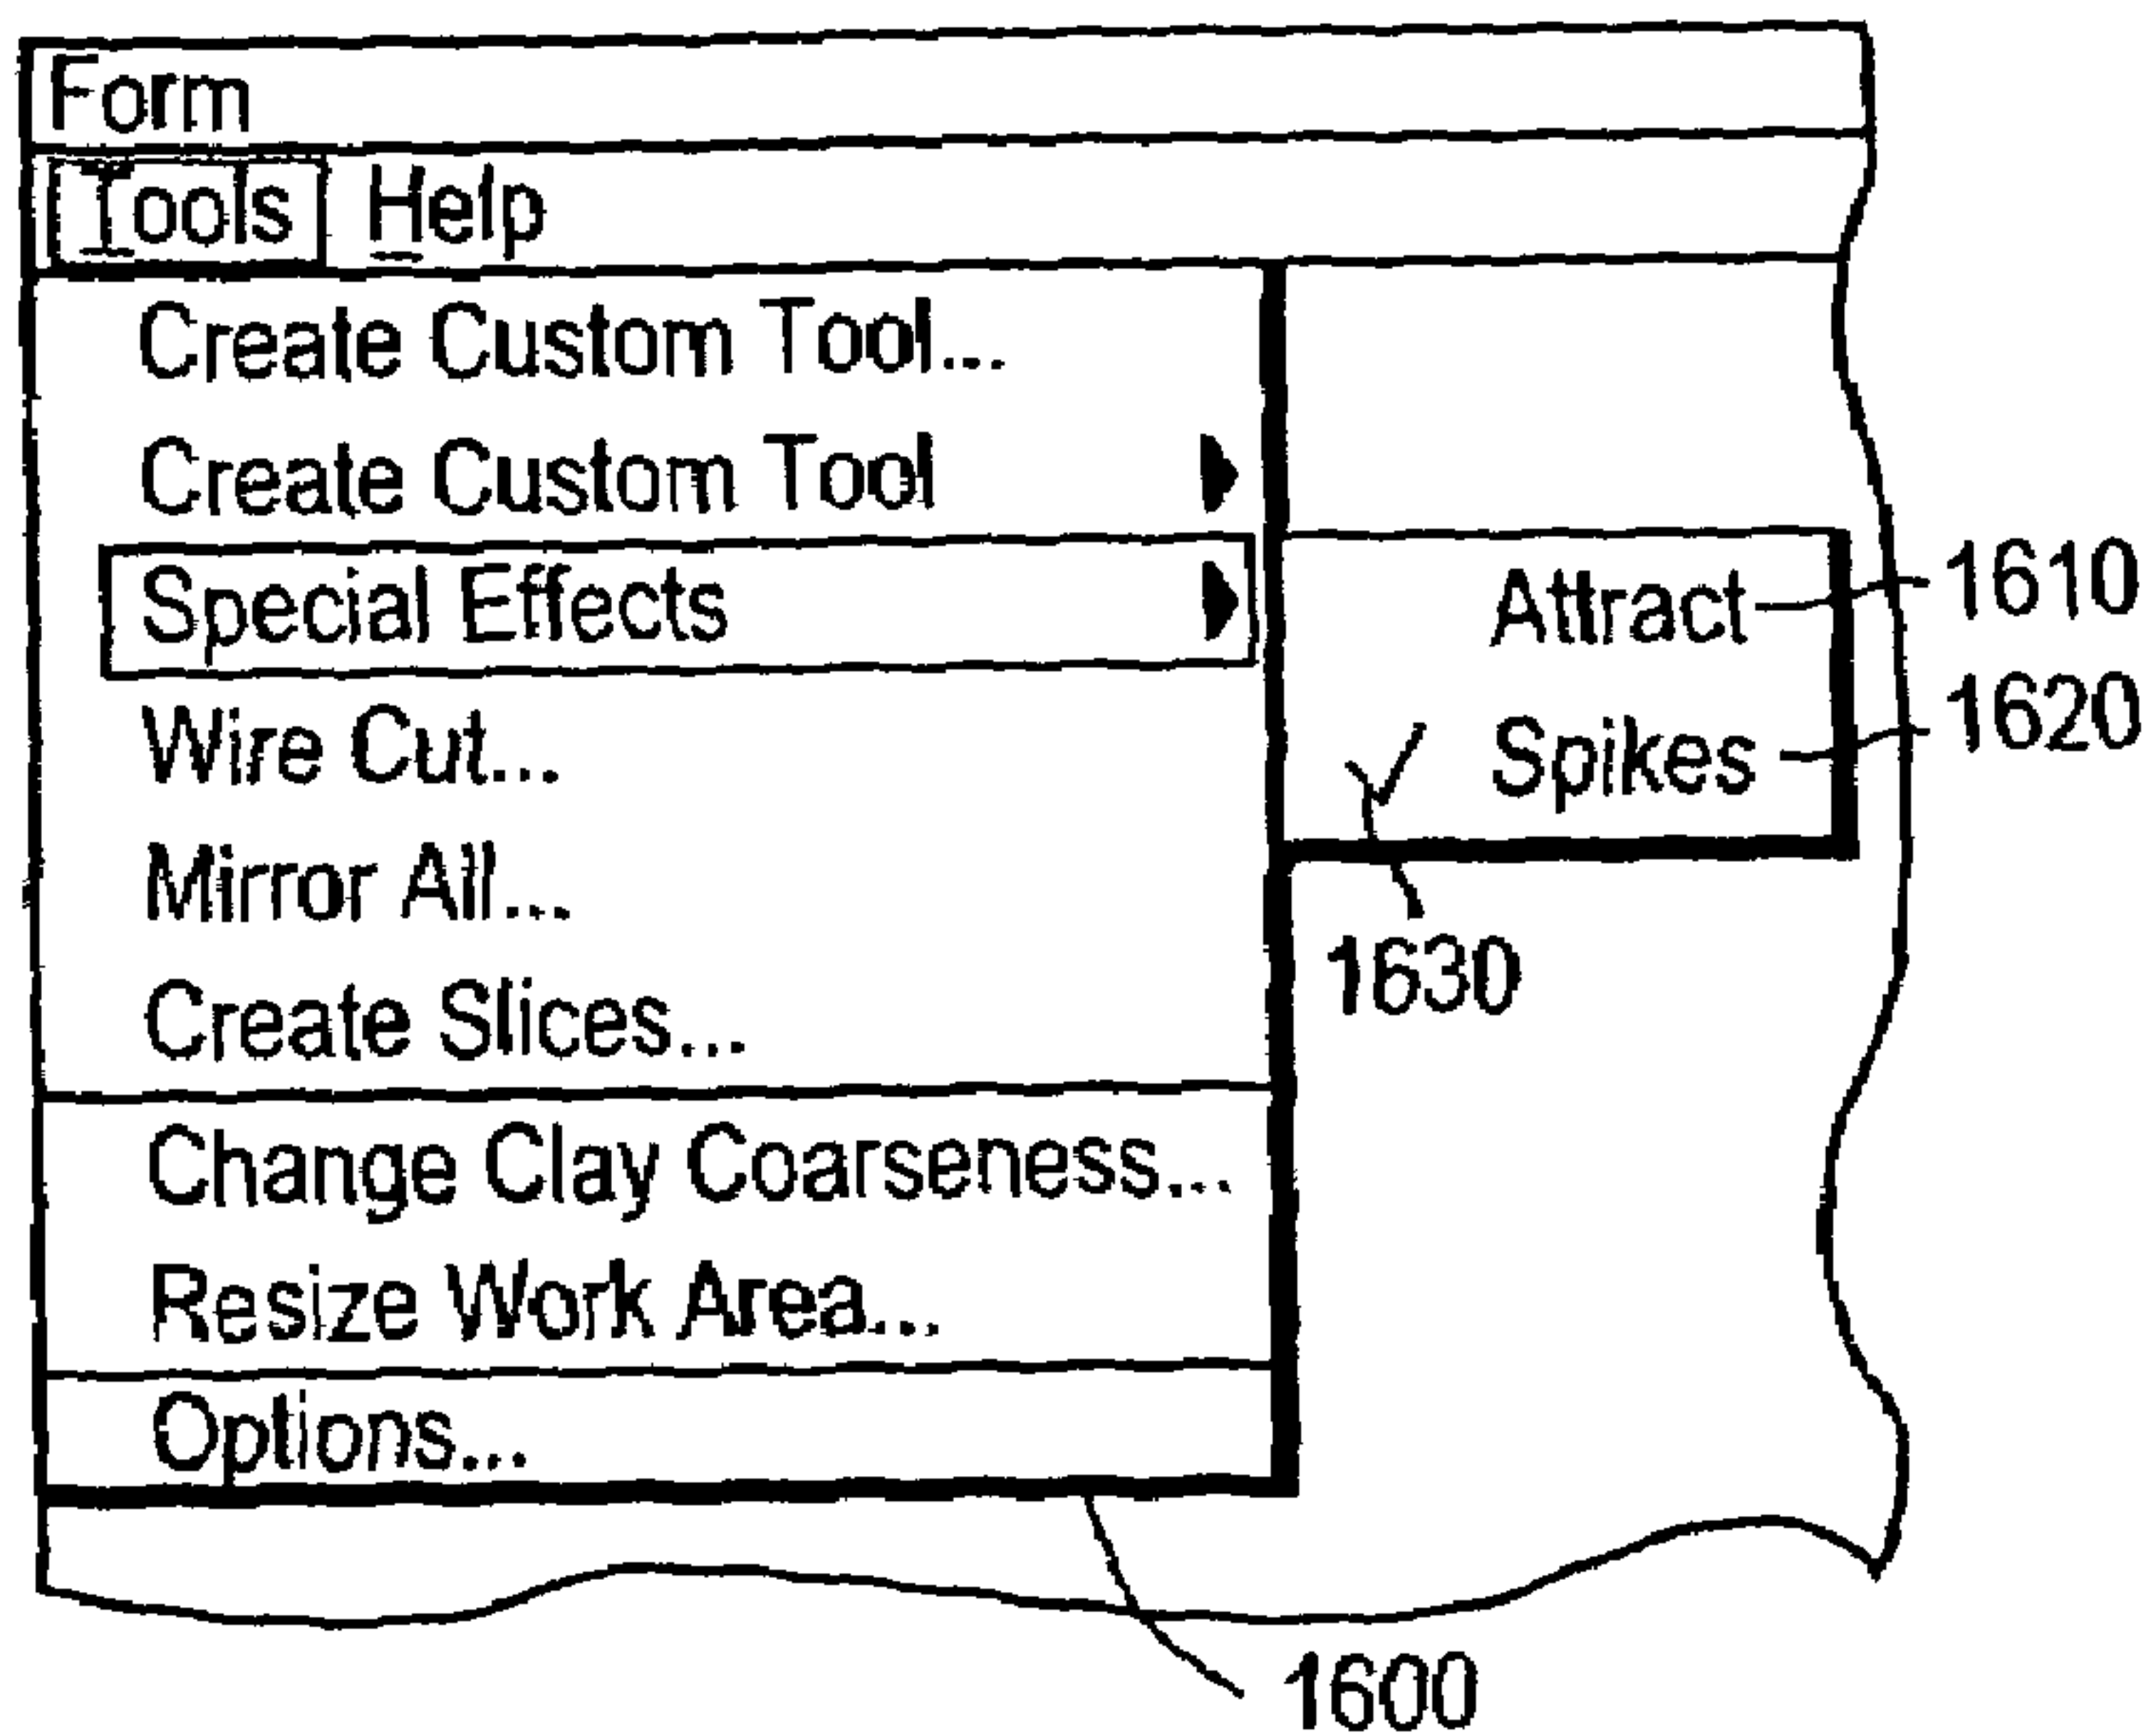 Form
Tools Help
Create Custom Tool...
Create Custom Tool
Special Effects
Attract 1610
Spikes 1620
Wire Cut...
Mirror All...
1630
Create Slices...
Change Clay Coarseness...
Resize Work Area...
Options...
1600